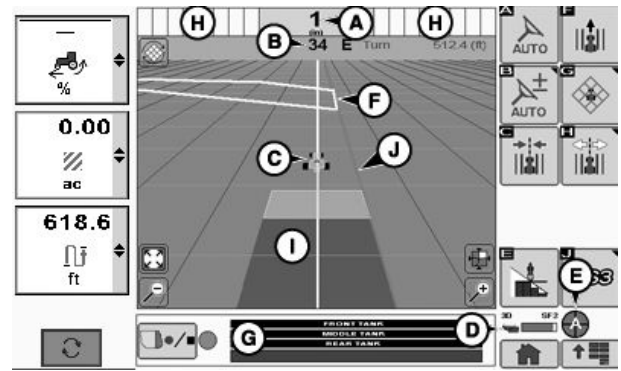 H 1 A H
(in)
B 34 E Turn 512.4 (ft)
%
0.00
ac
618.6
ft
F
C
J
I
A AUTO
F
B AUTO
G
C
H
E
J
E
D
3D SF2
A
G
FRONT TANK
MIDDLE TANK
REAR TANK